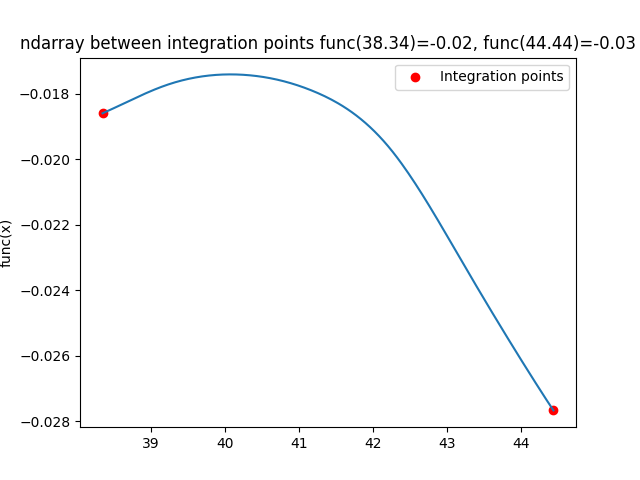 ndarray between integration points func(38.34)=-0.02, func(44.44)=-0.03
Integration points
−0.018
−0.020
−0.022
func(x)
−0.024
−0.026
−0.028
39 40 41 42 43 44